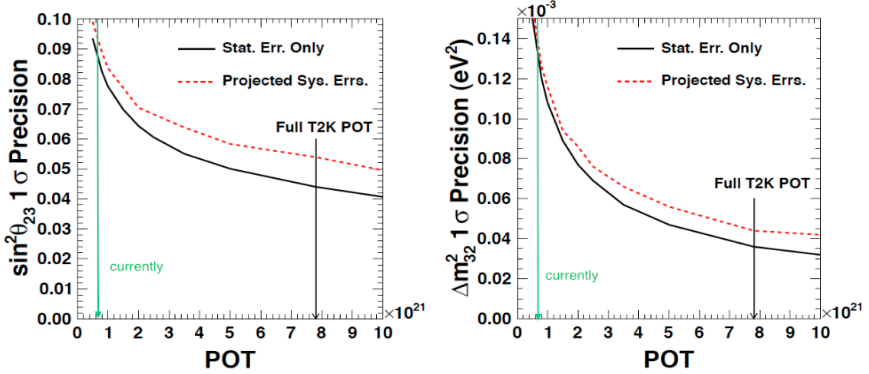 0.10
0.09
0.08
0.07
0.06
0.05
0.04
0.03
0.02
0.01
0.00
sin²θ₂₃ 1 σ Precision
Stat. Err. Only
Projected Sys. Errs.
Full T2K POT
currently
0 1 2 3 4 5 6 7 8 9 10
×10²¹
POT
×10⁻³
0.14
0.12
0.10
0.08
0.06
0.04
0.02
0.00
Δm²₃₂ 1 σ Precision (eV²)
Stat. Err. Only
Projected Sys. Errs.
Full T2K POT
currently
0 1 2 3 4 5 6 7 8 9 10
×10²¹
POT